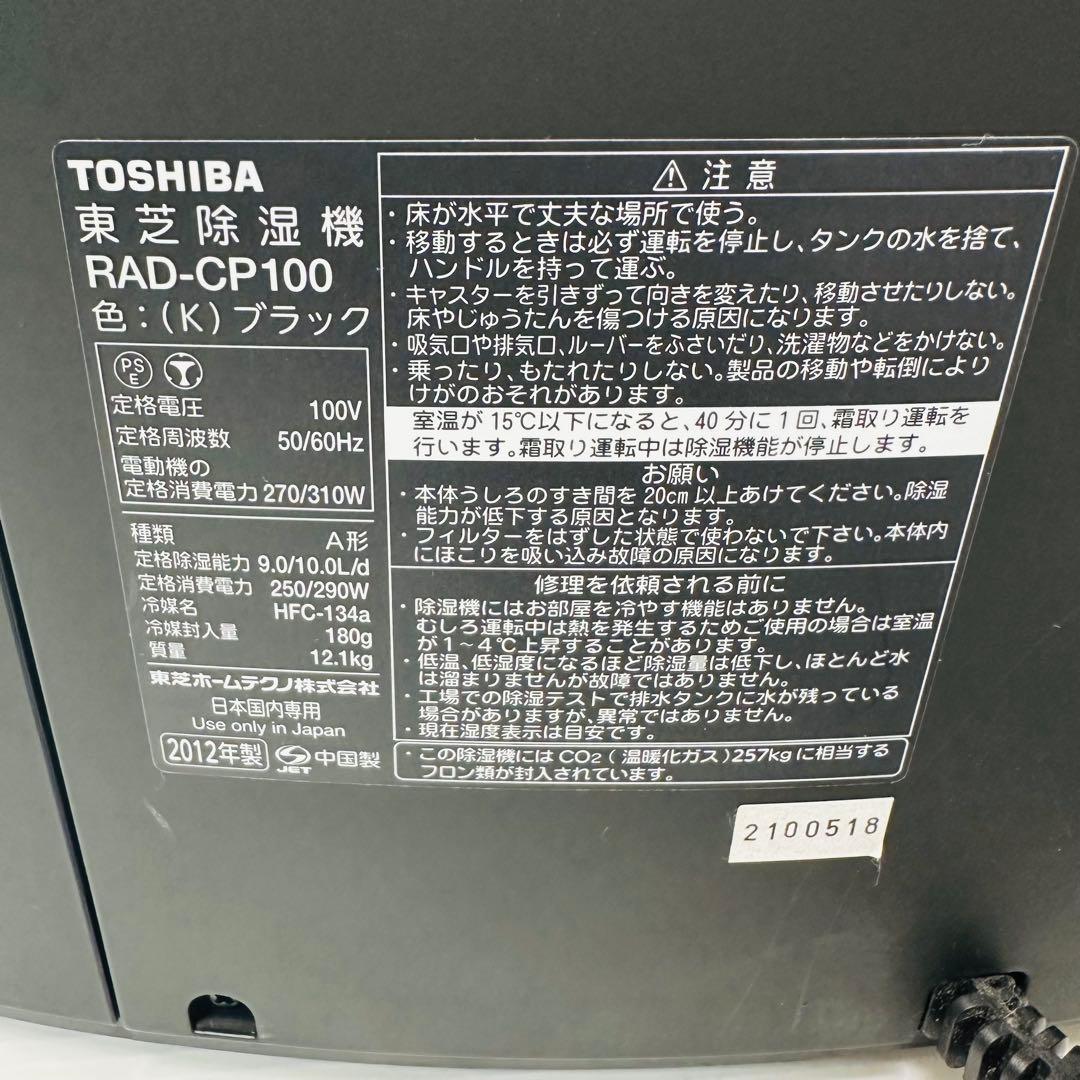 TOSHIBA
東芝除湿機
RAD-CP100
色：（K）ブラック
PS
E
定格電圧 100V
定格周波数 50/60Hz
電動機の
定格消費電力 270/310W
種類 A形
定格除湿能力 9.0/10.0L/d
定格消費電力 250/290W
冷媒名 HFC-134a
冷媒封入量 180g
質量 12.1kg
東芝ホームテクノ株式会社
日本国内専用
Use only in Japan
2012年製 JET 中国製
⚠ 注意
・床が水平で丈夫な場所で使う。
・移動するときは必ず運転を停止し、タンクの水を捨て、
ハンドルを持って運ぶ。
・キャスターを引きずって向きを変えたり、移動させたりしない。
床やじゅうたんを傷つける原因になります。
・吸気口や排気口、ルーバーをふさいだり、洗濯物などをかけない。
・乗ったり、もたれたりしない。製品の移動や転倒により
けがのおそれがあります。
室温が15℃以下になると、40分に1回、霜取り運転を
行います。霜取り運転中は除湿機能が停止します。
お願い
・本体うしろのすき間を20cm以上あけてください。除湿
能力が低下する原因となります。
・フィルターをはずした状態で使わないで下さい。本体内
にほこりを吸い込み故障の原因になります。
修理を依頼される前に
・除湿機にはお部屋を冷やす機能はありません。
むしろ運転中は熱を発生するためご使用の場合は室温
が1～4℃上昇することがあります。
・低温、低湿度になるほど除湿量は低下し、ほとんど水
は溜まりませんが故障ではありません。
・工場での除湿テストで排水タンクに水が残っている
場合がありますが、異常ではありません。
・現在湿度表示は目安です。
・この除湿機にはCO2（温暖化ガス）257kgに相当する
フロン類が封入されています。
2100518